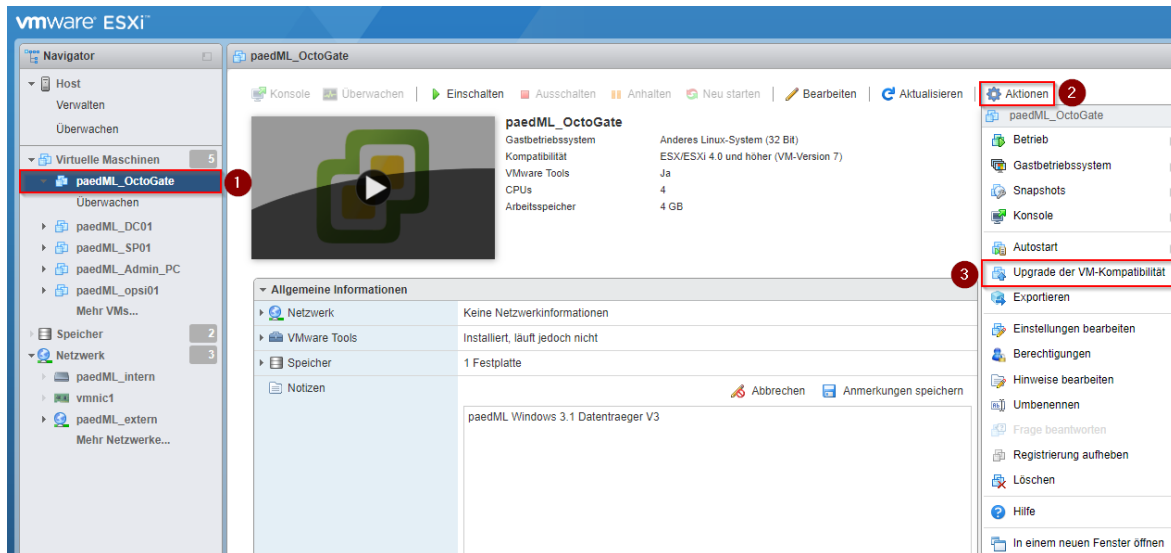 vmware ESXi™
Navigator
Host
Verwalten
Überwachen
Virtuelle Maschinen 5
paedML_OctoGate 1
Überwachen
paedML_DC01
paedML_SP01
paedML_Admin_PC
paedML_opsi01
Mehr VMs...
Speicher 2
Netzwerk 3
paedML_intern
vmnic1
paedML_extern
Mehr Netzwerke...
paedML_OctoGate
Konsole Überwachen Einschalten Ausschalten Anhalten Neu starten Bearbeiten Aktualisieren Aktionen 2
paedML_OctoGate
Gastbetriebssystem Anderes Linux-System (32 Bit)
Kompatibilität ESX/ESXi 4.0 und höher (VM-Version 7)
VMware Tools Ja
CPUs 4
Arbeitsspeicher 4 GB
Allgemeine Informationen
Netzwerk Keine Netzwerkinformationen
VMware Tools Installiert, läuft jedoch nicht
Speicher 1 Festplatte
Notizen
Abbrechen Anmerkungen speichern
paedML Windows 3.1 Datentraeger V3
paedML_OctoGate
Betrieb
Gastbetriebssystem
Snapshots
Konsole
Autostart
3 Upgrade der VM-Kompatibilität
Exportieren
Einstellungen bearbeiten
Berechtigungen
Hinweise bearbeiten
Umbenennen
Frage beantworten
Registrierung aufheben
Löschen
Hilfe
In einem neuen Fenster öffnen